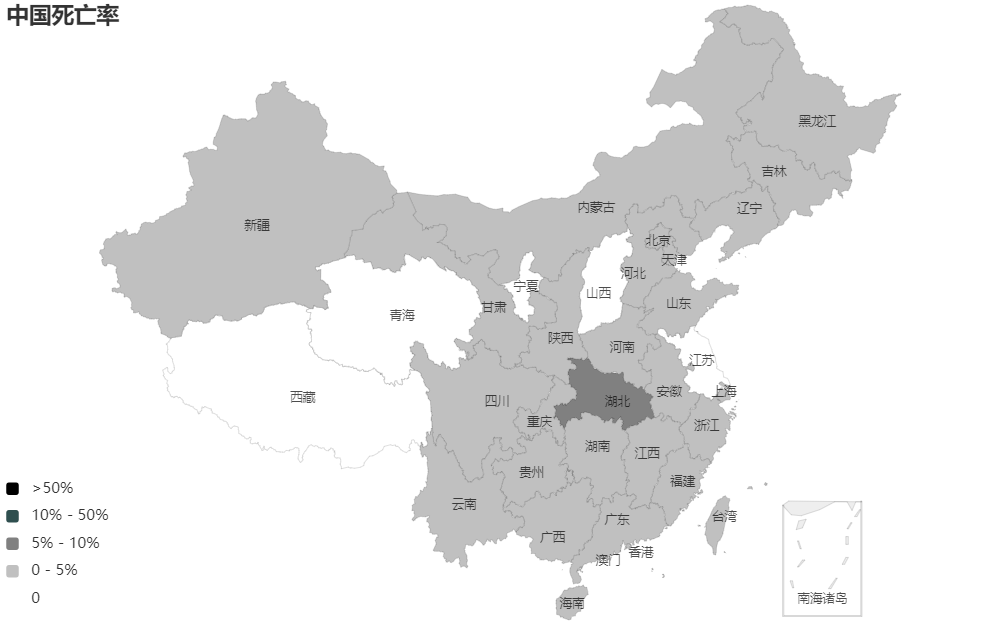 中国死亡率
黑龙江
吉林
内蒙古
辽宁
新疆
北京
天津
河北
宁夏
山西
山东
甘肃
青海
陕西
河南
江苏
西藏
四川
湖北
安徽
上海
重庆
浙江
湖南
江西
贵州
福建
云南
广东
台湾
广西
香港
澳门
海南
南海诸岛
>50%
10% - 50%
5% - 10%
0 - 5%
0